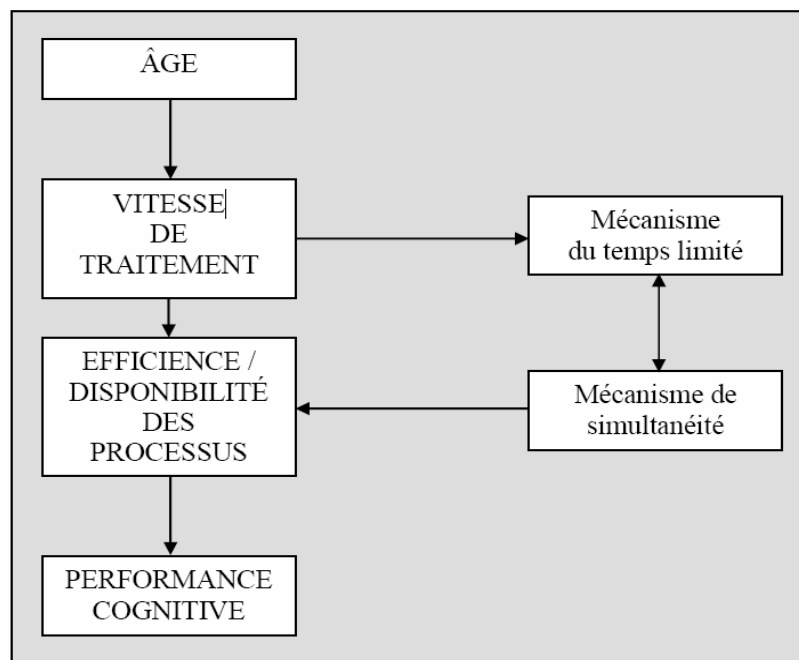 ÂGE
VITESSE
DE
TRAITEMENT
Mécanisme
du temps limité
EFFICIENCE /
DISPONIBILITÉ
DES
PROCESSUS
Mécanisme de
simultanéité
PERFORMANCE
COGNITIVE